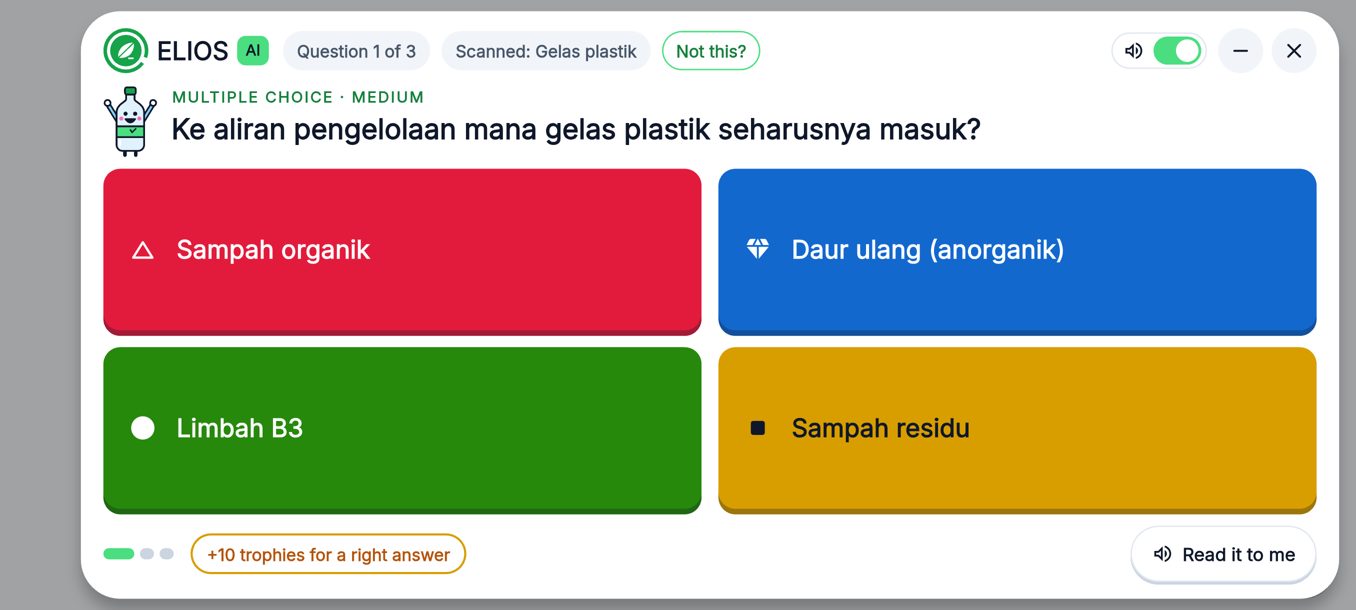 ELIOS AI Question 1 of 3 Scanned: Gelas plastik Not this?
MULTIPLE CHOICE · MEDIUM
Ke aliran pengelolaan mana gelas plastik seharusnya masuk?
Sampah organik
Daur ulang (anorganik)
Limbah B3
Sampah residu
+10 trophies for a right answer
Read it to me